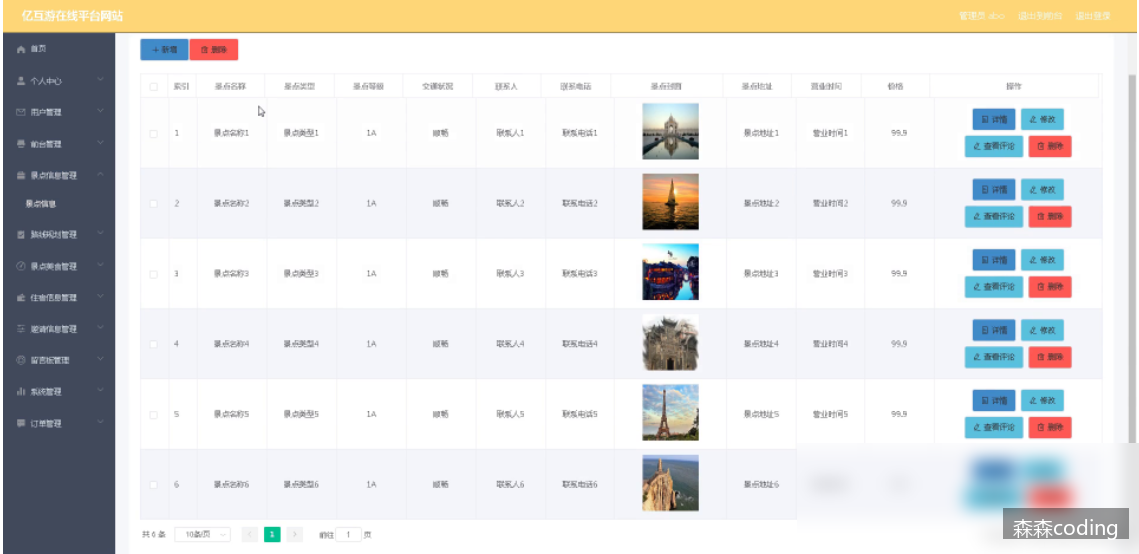 亿互游在线平台网站 管理员 abo 退出到前台 退出登录
首页
个人中心
用户管理
前台管理
景点信息管理
景点信息
路线规划管理
景点美食管理
住宿信息管理
邀请信息管理
留言板管理
系统管理
订单管理
+ 新增 删除
索引 景点名称 景点类型 景点等级 交通状况 联系人 联系电话 景点封面 景点地址 营业时间 价格 操作
1 景点名称1 景点类型1 1A 顺畅 联系人1 联系电话1 景点地址1 营业时间1 99.9 详情 修改
查看评论 删除
2 景点名称2 景点类型2 1A 顺畅 联系人2 联系电话2 景点地址2 营业时间2 99.9 详情 修改
查看评论 删除
3 景点名称3 景点类型3 1A 顺畅 联系人3 联系电话3 景点地址3 营业时间3 99.9 详情 修改
查看评论 删除
4 景点名称4 景点类型4 1A 顺畅 联系人4 联系电话4 景点地址4 营业时间4 99.9 详情 修改
查看评论 删除
5 景点名称5 景点类型5 1A 顺畅 联系人5 联系电话5 景点地址5 营业时间5 99.9 详情 修改
查看评论 删除
6 景点名称6 景点类型6 1A 顺畅 联系人6 联系电话6 景点地址6
共 6 条 10条/页 1 前往 1 页
森森coding